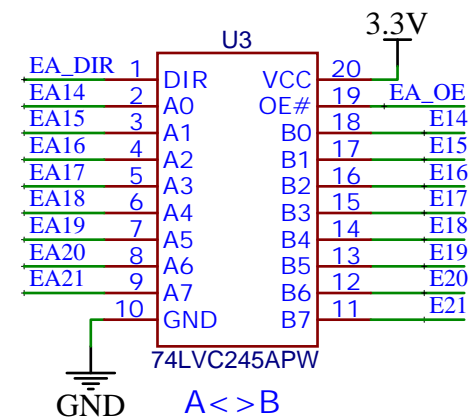 3.3V
U3
EA_DIR 1 DIR VCC 20
EA14 2 A0 OE# 19 EA_OE
EA15 3 A1 B0 18 E14
EA16 4 A2 B1 17 E15
EA17 5 A3 B2 16 E16
EA18 6 A4 B3 15 E17
EA19 7 A5 B4 14 E18
EA20 8 A6 B5 13 E19
EA21 9 A7 B6 12 E20
10 GND B7 11 E21
74LVC245APW
GND A<>B